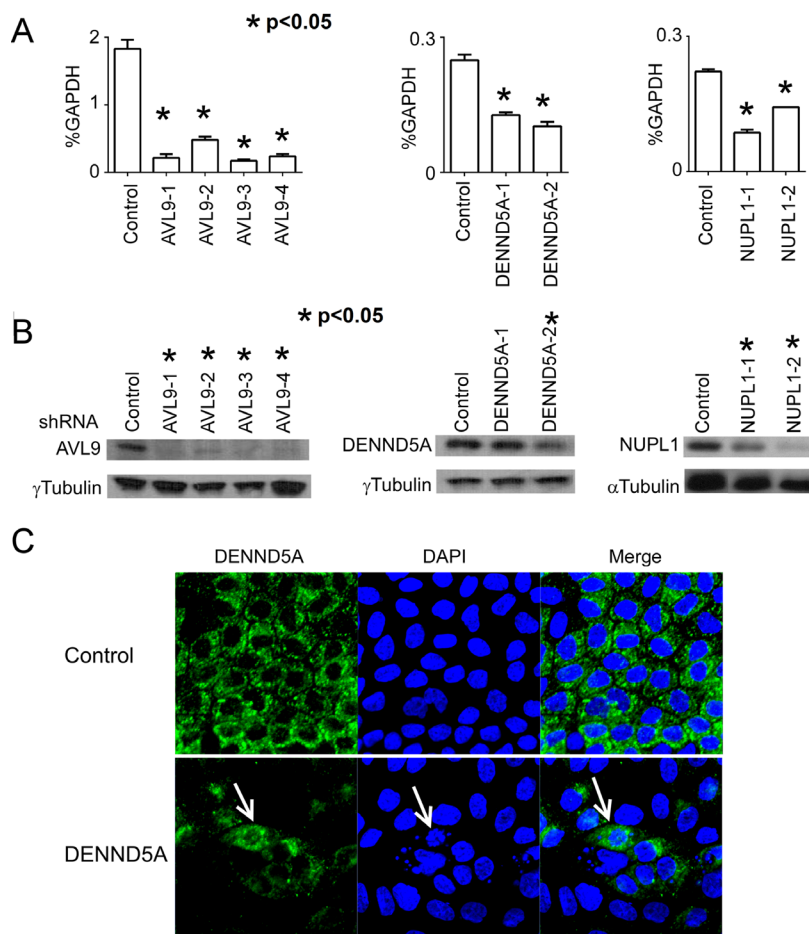 A
* p<0.05
%GAPDH
2
1
0
Control
AVL9-1
AVL9-2
AVL9-3
AVL9-4
* * * *
%GAPDH
0.3
0
Control
DENND5A-1
DENND5A-2
* *
%GAPDH
0.3
0
Control
NUPL1-1
NUPL1-2
* *
B
* p<0.05
shRNA
Control
AVL9-1 *
AVL9-2 *
AVL9-3 *
AVL9-4 *
AVL9
γTubulin
Control
DENND5A-1
DENND5A-2 *
DENND5A
γTubulin
Control
NUPL1-1 *
NUPL1-2 *
NUPL1
αTubulin
C
DENND5A DAPI Merge
Control
DENND5A